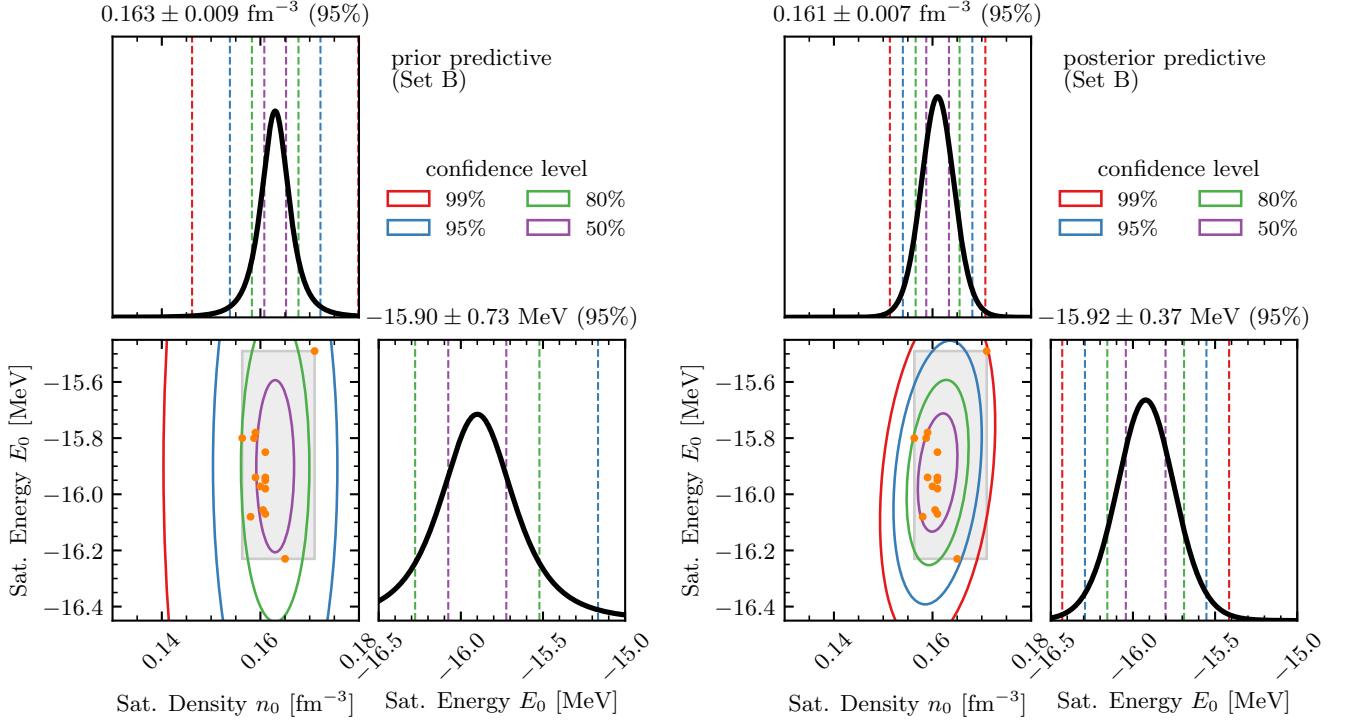 0.163 ± 0.009 fm⁻³ (95%)
prior predictive
(Set B)
confidence level
99%
80%
95%
50%
−15.90 ± 0.73 MeV (95%)
−15.6
−15.8
−16.0
−16.2
−16.4
Sat. Energy E₀ [MeV]
0.14
0.16
0.18
Sat. Density n₀ [fm⁻³]
−16.5
−16.0
−15.5
−15.0
Sat. Energy E₀ [MeV]
0.161 ± 0.007 fm⁻³ (95%)
posterior predictive
(Set B)
confidence level
99%
80%
95%
50%
−15.92 ± 0.37 MeV (95%)
−15.6
−15.8
−16.0
−16.2
−16.4
Sat. Energy E₀ [MeV]
0.14
0.16
0.18
Sat. Density n₀ [fm⁻³]
−16.5
−16.0
−15.5
−15.0
Sat. Energy E₀ [MeV]